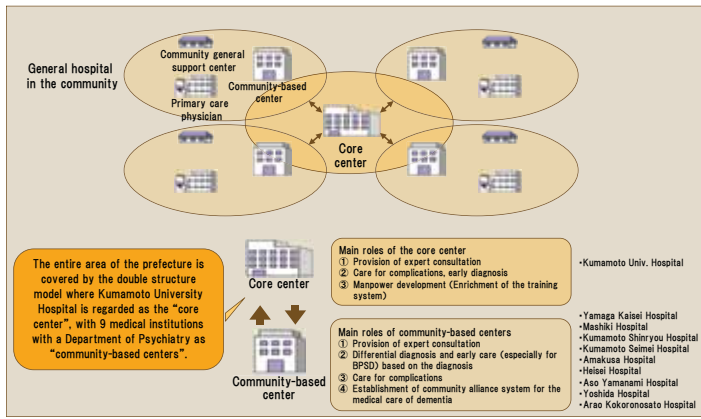 General hospital
in the community
Community general
support center
Community-based
center
Primary care
physician
Core
center
The entire area of the prefecture is
covered by the double structure
model where Kumamoto University
Hospital is regarded as the “core
center”, with 9 medical institutions
with a Department of Psychiatry as
“community-based centers”.
Core center
Community-based
center
Main roles of the core center
① Provision of expert consultation
② Care for complications, early diagnosis
③ Manpower development (Enrichment of the training
system)
・Kumamoto Univ. Hospital
Main roles of community-based centers
① Provision of expert consultation
② Differential diagnosis and early care (especially for
BPSD) based on the diagnosis
③ Care for complications
④ Establishment of community alliance system for the
medical care of dementia
・Yamaga Kaisei Hospital
・Mashiki Hospital
・Kumamoto Shinryou Hospital
・Kumamoto Seimei Hospital
・Amakusa Hospital
・Heisei Hospital
・Aso Yamanami Hospital
・Yoshida Hospital
・Arao Kokoronosato Hospital